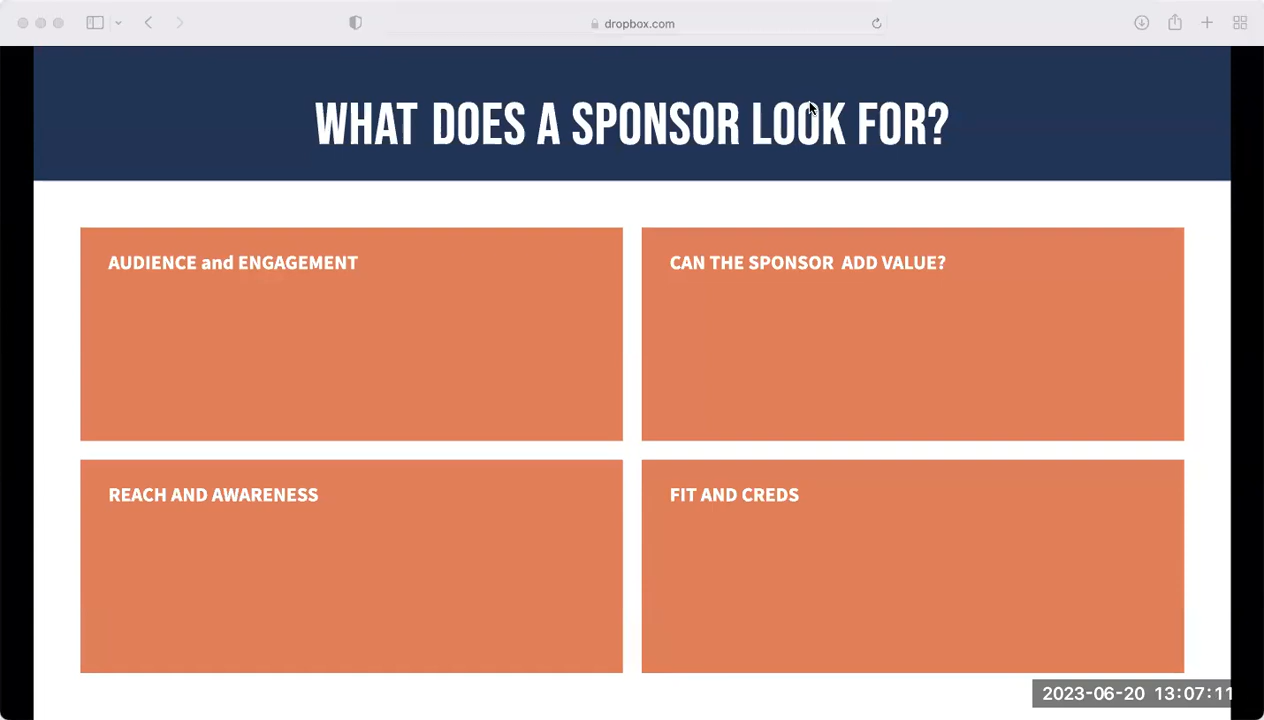 dropbox.com
WHAT DOES A SPONSOR LOOK FOR?
AUDIENCE and ENGAGEMENT
CAN THE SPONSOR ADD VALUE?
REACH AND AWARENESS
FIT AND CREDS
2023-06-20 13:07:11